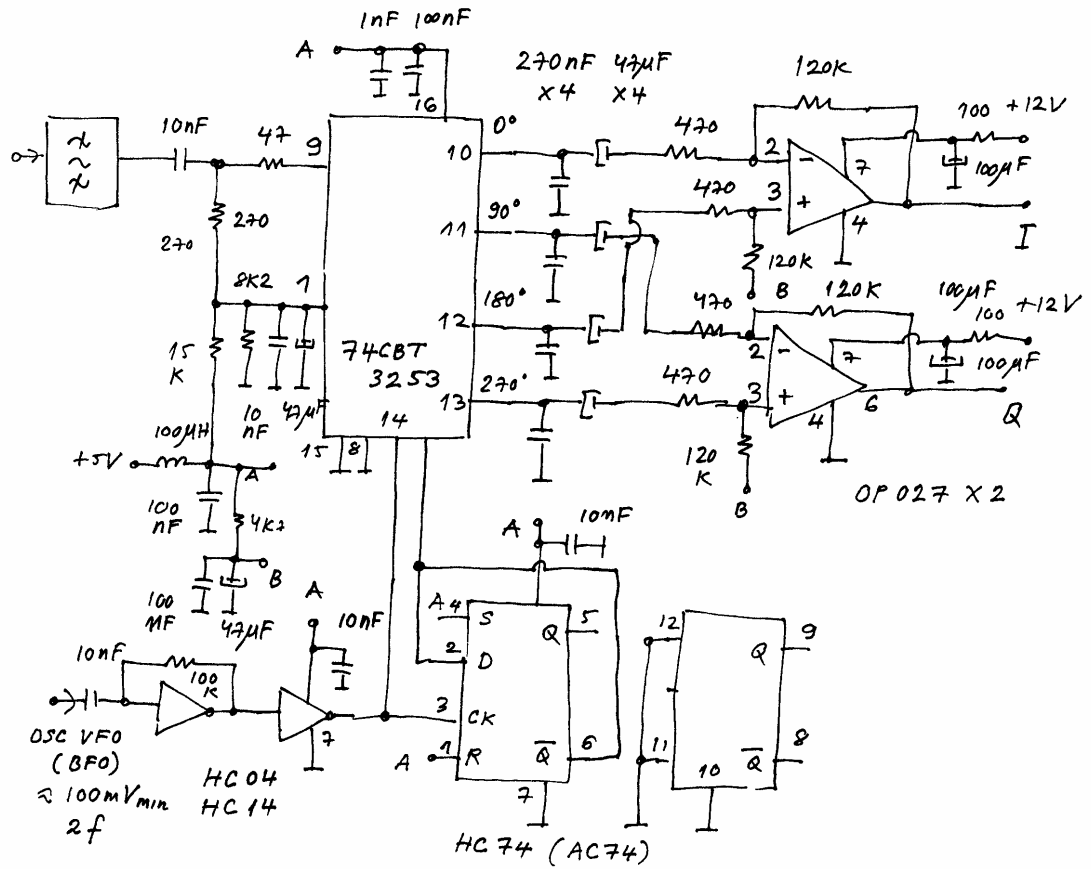 1nF 100nF
A
16
270nF 47µF
X4 X4
120K
10nF
47
9
0°
10
470
2
-
7
100
+12V
100µF
270
270
90°
11
470
3
+
4
I
120K
B
8K2
1
180°
12
470
120K
100µF
100
+12V
2
-
7
100µF
15
K
74CBT
3253
270°
13
470
3
+
4
6
Q
10
nF
47µF
14
15
8
100µH
+5V
A
120
K
B
OP027 X2
100
nF
4K7
A
10nF
B
100
MF
47µF
A
10nF
A 4
S
Q
5
2
D
12
Q
9
10nF
100
K
3
CK
7
A
1
R
Q̅
6
11
10
Q̅
8
OSC VFO
(BFO)
≈ 100mVmin
2f
HC04
HC14
7
HC74 (AC74)